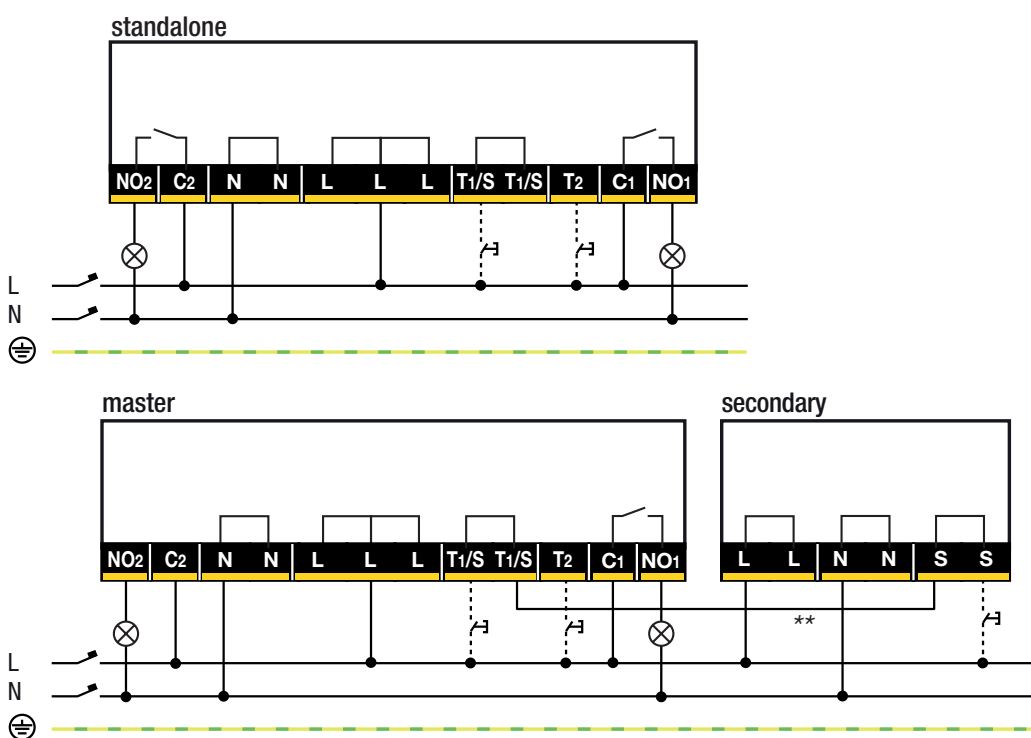 standalone
NO2 C2 N N L L L T1/S T1/S T2 C1 NO1
L
N
master secondary
NO2 C2 N N L L L T1/S T1/S T2 C1 NO1 L L N N S S
**
L
N